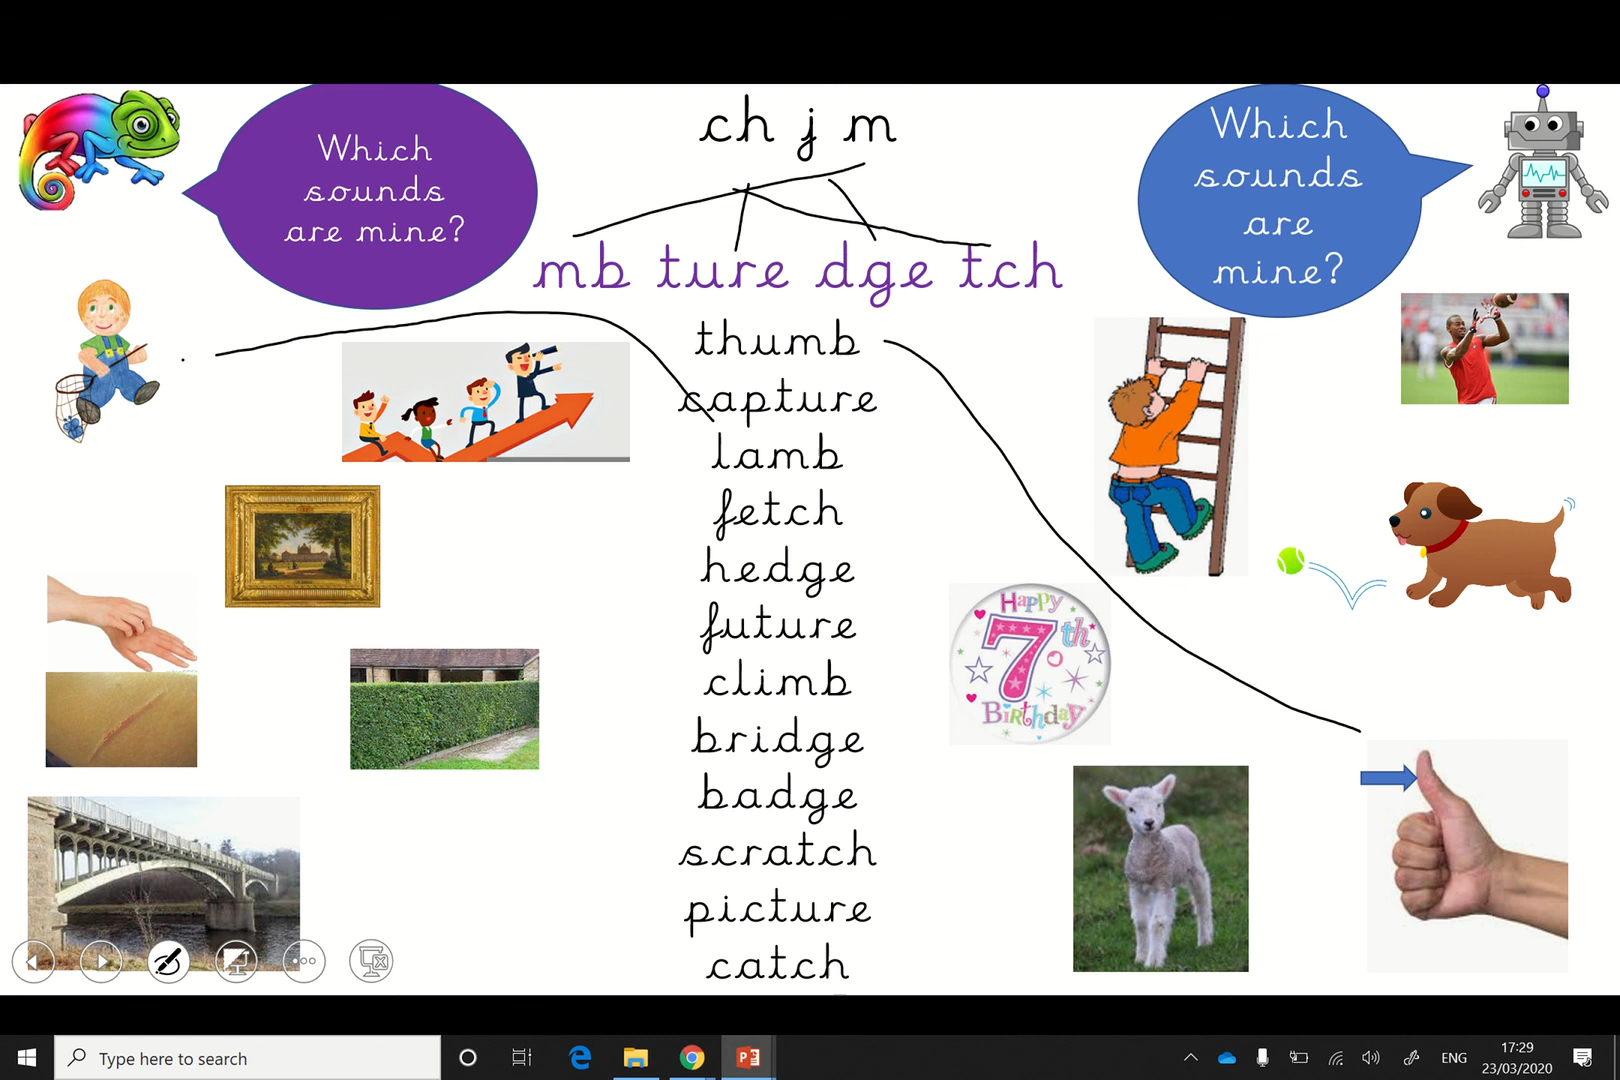 Which
sounds
are mine?
ch j m
Which
sounds
are
mine?
mb ture dge tch
thumb
capture
lamb
fetch
hedge
future
climb
bridge
badge
scratch
picture
catch
Happy
7th
Birthday
Type here to search
ENG
17:29
23/03/2020